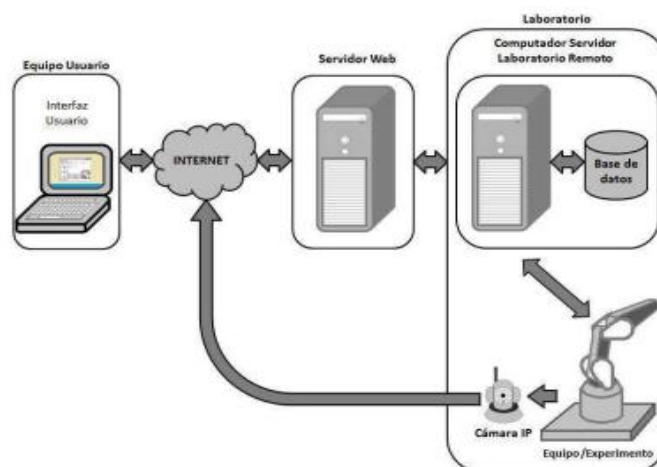 Laboratorio
Computador Servidor
Laboratorio Remoto
Servidor Web
Equipo Usuario
Interfaz
Usuario
INTERNET
Base de
datos
Cámara IP
Equipo/Experimento